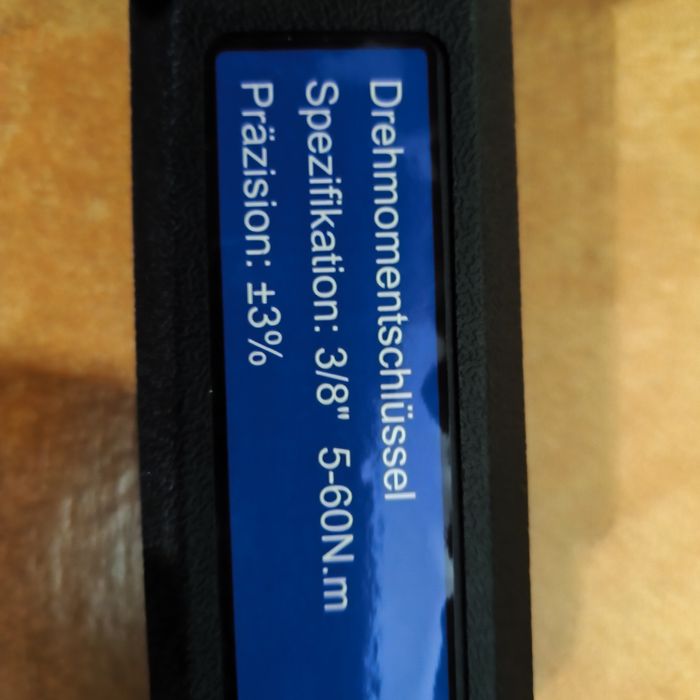 Drehmomentschlüssel
Spezifikation: 3/8" 5-60N.m
Präzision: ±3%